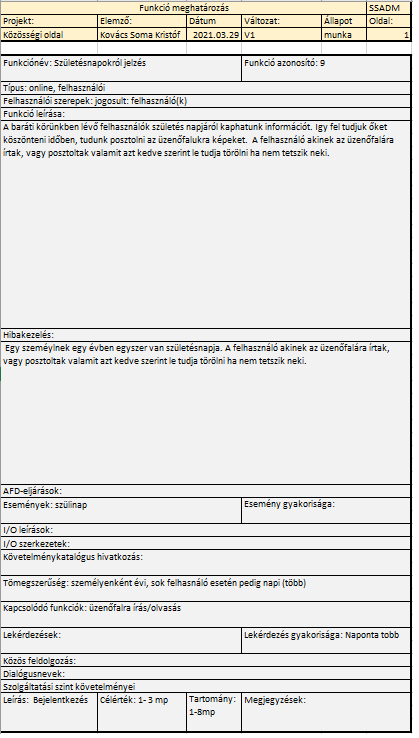 Funkció meghatározás SSADM
Projekt: Elemző: Dátum Változat: Állapot Oldal:
Közösségi oldal Kovács Soma Kristóf 2021.03.29 V1 munka 1
Funkciónév: Születésnapokról jelzés Funkció azonosító: 9
Típus: online, felhasználói
Felhasználói szerepek: jogosult: felhasználó(k)
Funkció leírása:
A baráti körünkben lévő felhasználók születés napjáról kaphatunk információt. Igy fel tudjuk őket
köszönteni időben, tudunk posztolni az üzenőfalukra képeket. A felhasználó akinek az üzenőfalára
írtak, vagy posztoltak valamit azt kedve szerint le tudja törölni ha nem tetszik neki.
Hibakezelés:
Egy személynek egy évben egyszer van születésnapja. A felhasználó akinek az üzenőfalára írtak,
vagy posztoltak valamit azt kedve szerint le tudja törölni ha nem tetszik neki.
AFD-eljárások:
Események: szülinap Esemény gyakorisága:
I/O leírások:
I/O szerkezetek:
Követelménykatalógus hivatkozás:
Tömegszerűség: személyenként évi, sok felhasnáló esetén pedig napi (több)
Kapcsolódó funkciók: üzenőfalra írás/olvasás
Lekérdezések: Lekérdezés gyakorisága: Naponta több
Közös feldolgozás:
Dialógusnevek:
Szolgáltatási szint követelményei
Leírás: Bejelentkezés Célérték: 1- 3 mp Tartomány: Megjegyzések:
1-8mp